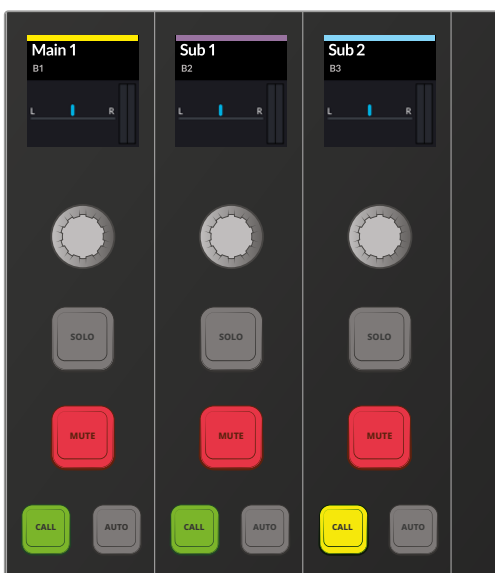 Main 1
B1
L R
SOLO
MUTE
CALL AUTO
Sub 1
B2
L R
SOLO
MUTE
CALL AUTO
Sub 2
B3
L R
SOLO
MUTE
CALL AUTO